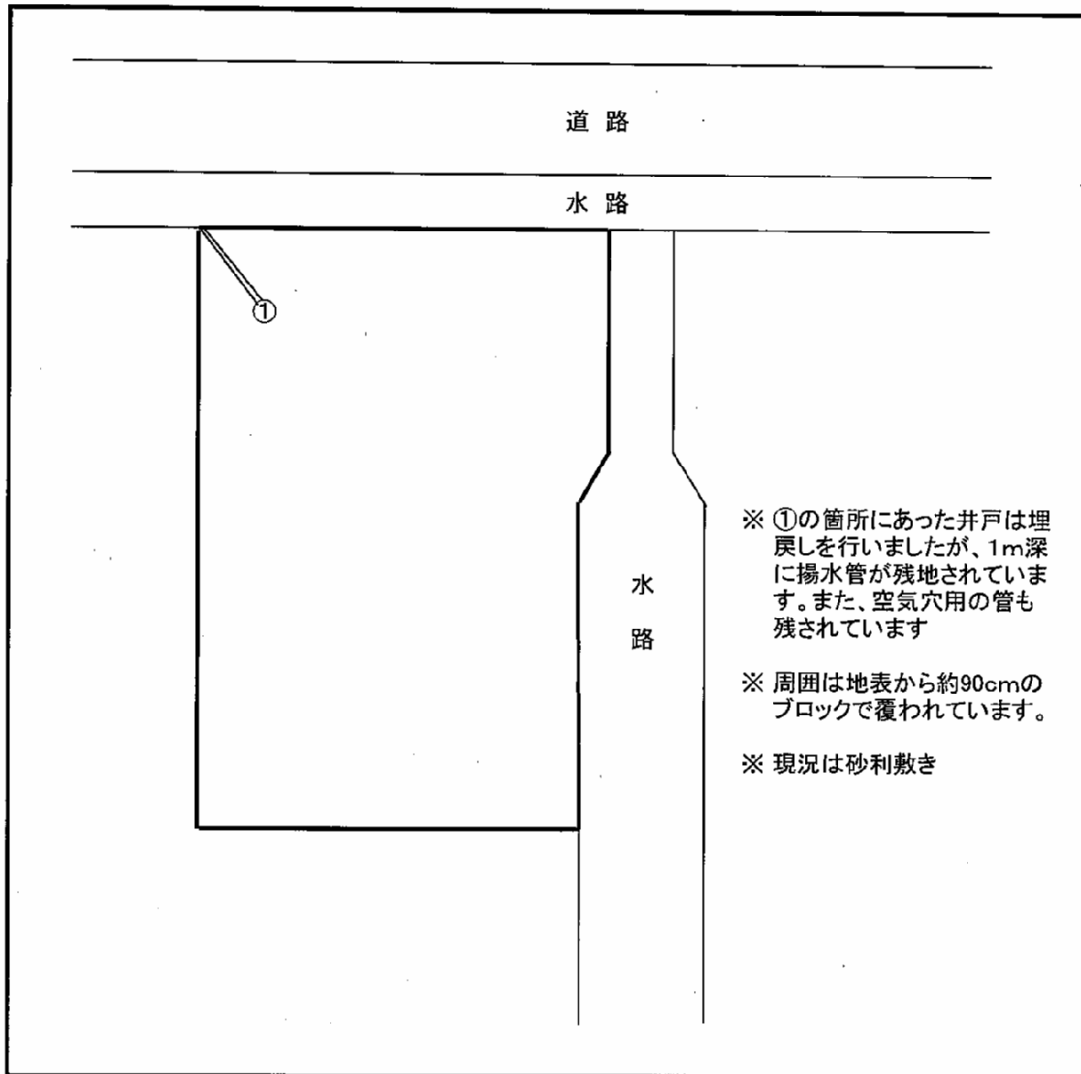 道 路
水 路
①
※ ①の箇所にあった井戸は埋
戻しを行いましたが、1m深
に揚水管が残地されていま
す。また、空気穴用の管も
残されています
水
路
※ 周囲は地表から約90cmの
ブロックで覆われています。
※ 現況は砂利敷き